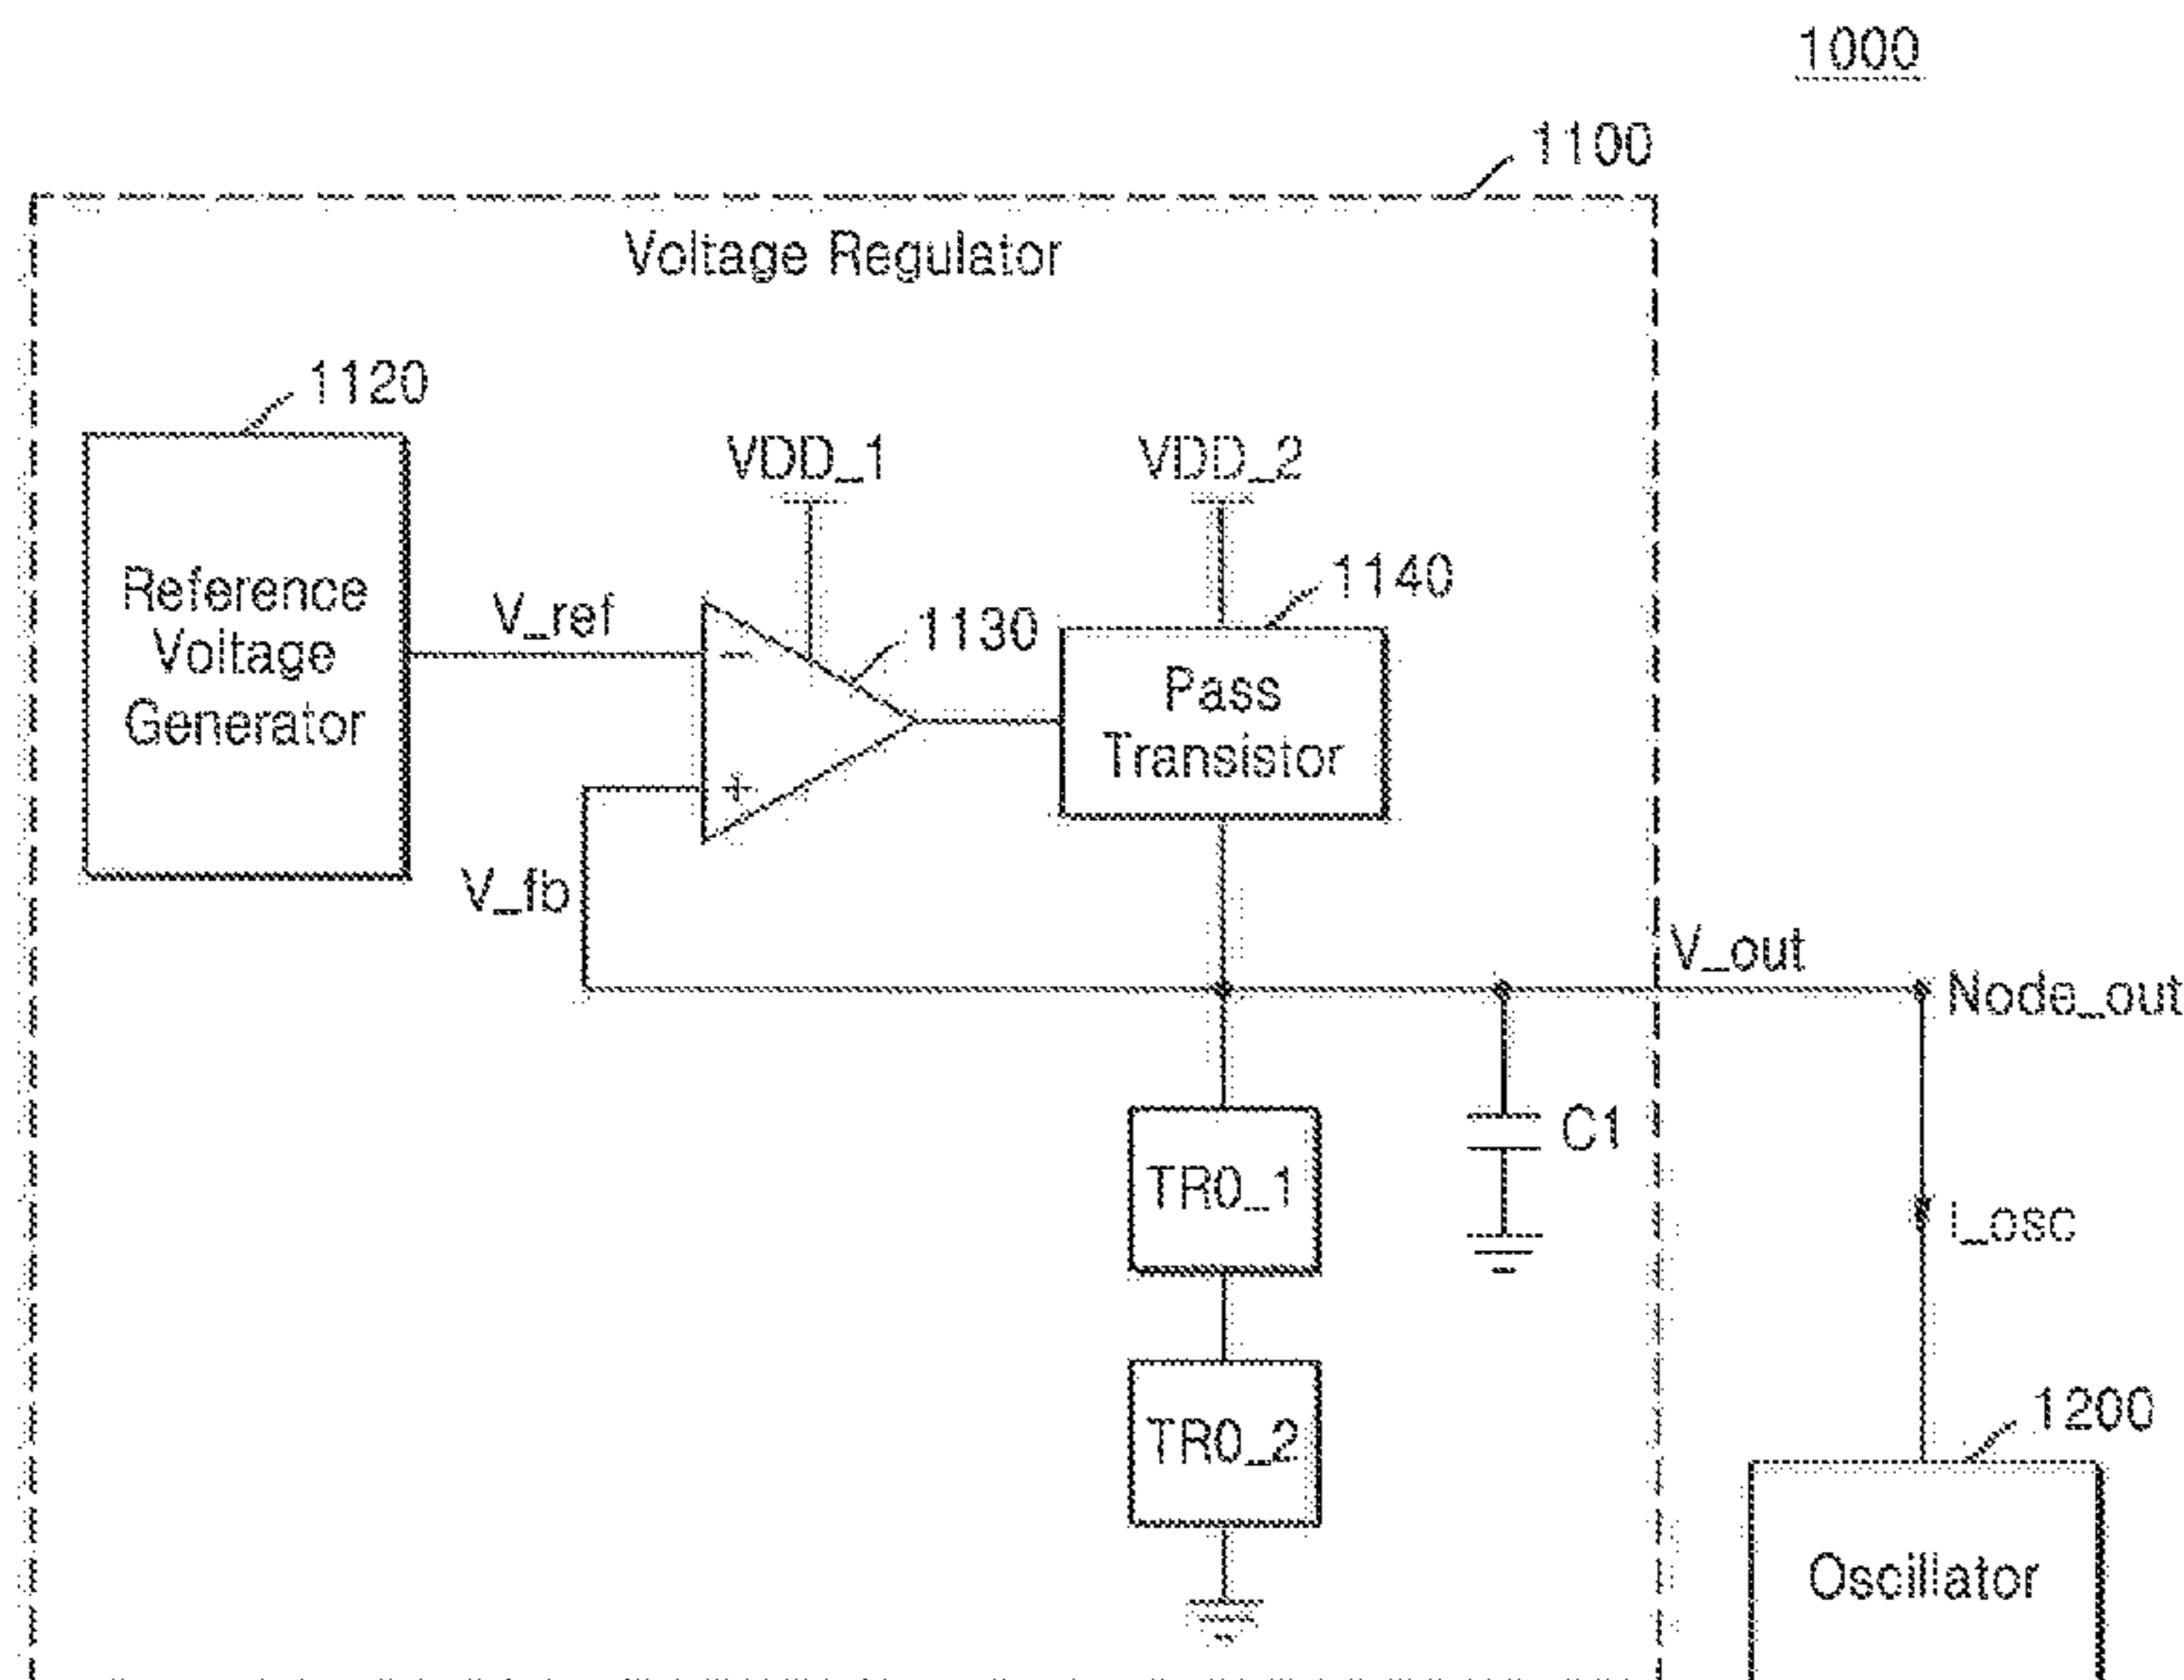 1000
1100
Voltage Regulator
1120
VDD_1
VDD_2
Reference
Voltage
Generator
V_ref
−
+
1130
1140
Pass
Transistor
V_fb
V_out
Node_out
TR0_1
C1
I_osc
TR0_2
1200
Oscillator